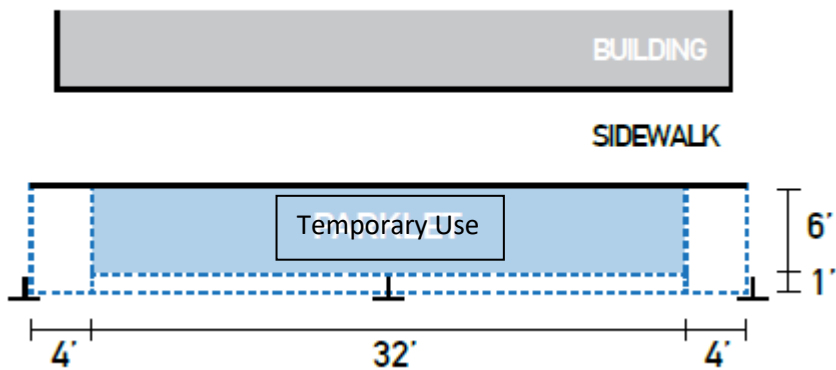 BUILDING
SIDEWALK
Temporary Use
6'
1'
4'
32'
4'